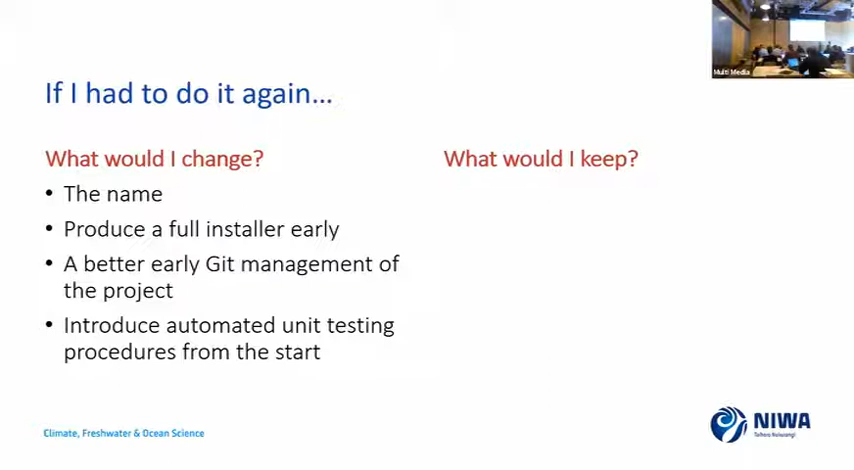 Multi Media
If I had to do it again…
What would I change?
• The name
• Produce a full installer early
• A better early Git management of
the project
• Introduce automated unit testing
procedures from the start
What would I keep?
Climate, Freshwater & Ocean Science
NIWA
Taihoro Nukurangi